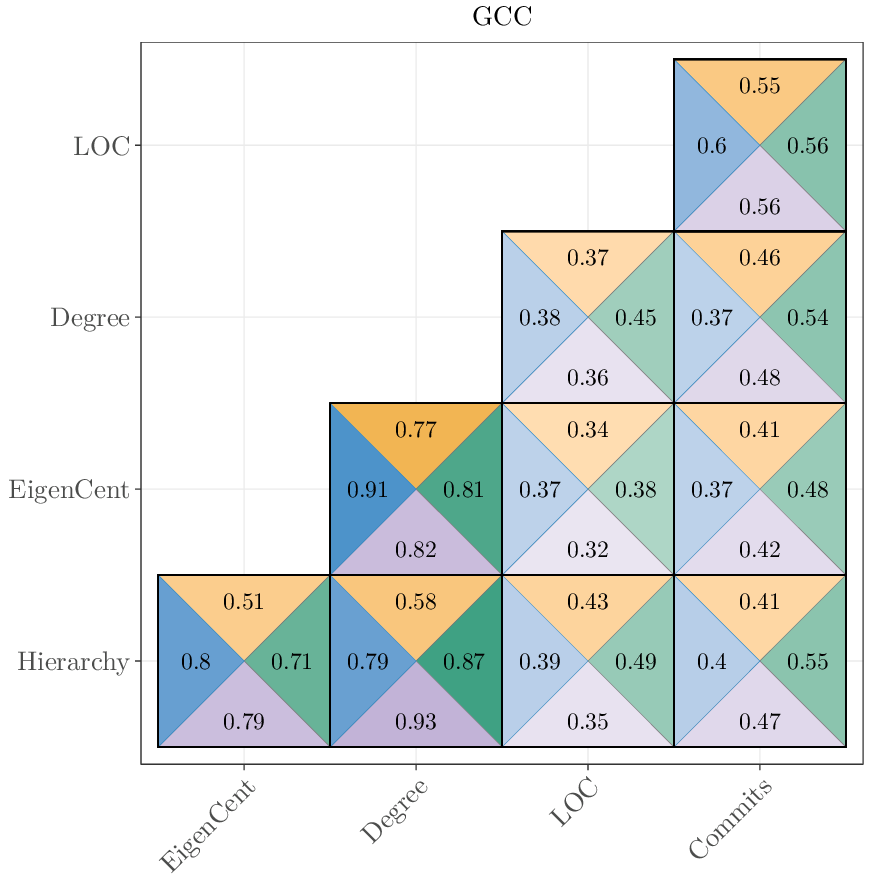 GCC
0.55
LOC 0.6 0.56
0.56
0.37 0.46
Degree 0.38 0.45 0.37 0.54
0.36 0.48
0.77 0.34 0.41
EigenCent 0.91 0.81 0.37 0.38 0.37 0.48
0.82 0.32 0.42
0.51 0.58 0.43 0.41
Hierarchy 0.8 0.71 0.79 0.87 0.39 0.49 0.4 0.55
0.79 0.93 0.35 0.47
EigenCent Degree LOC Commits